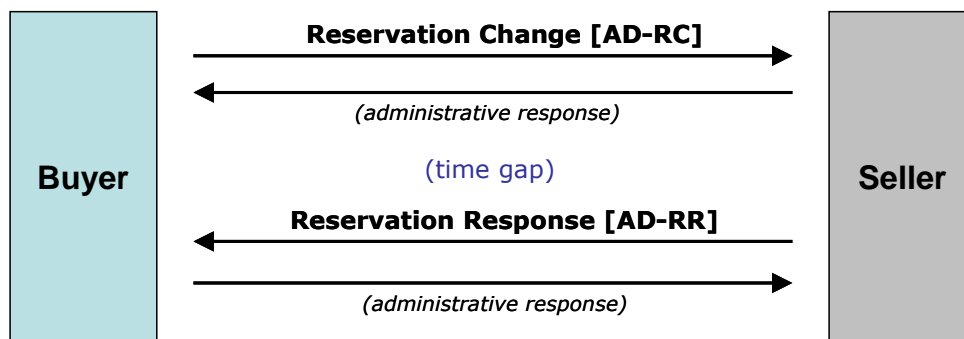 Reservation Change [AD-RC]
(administrative response)
Buyer
(time gap)
Seller
Reservation Response [AD-RR]
(administrative response)